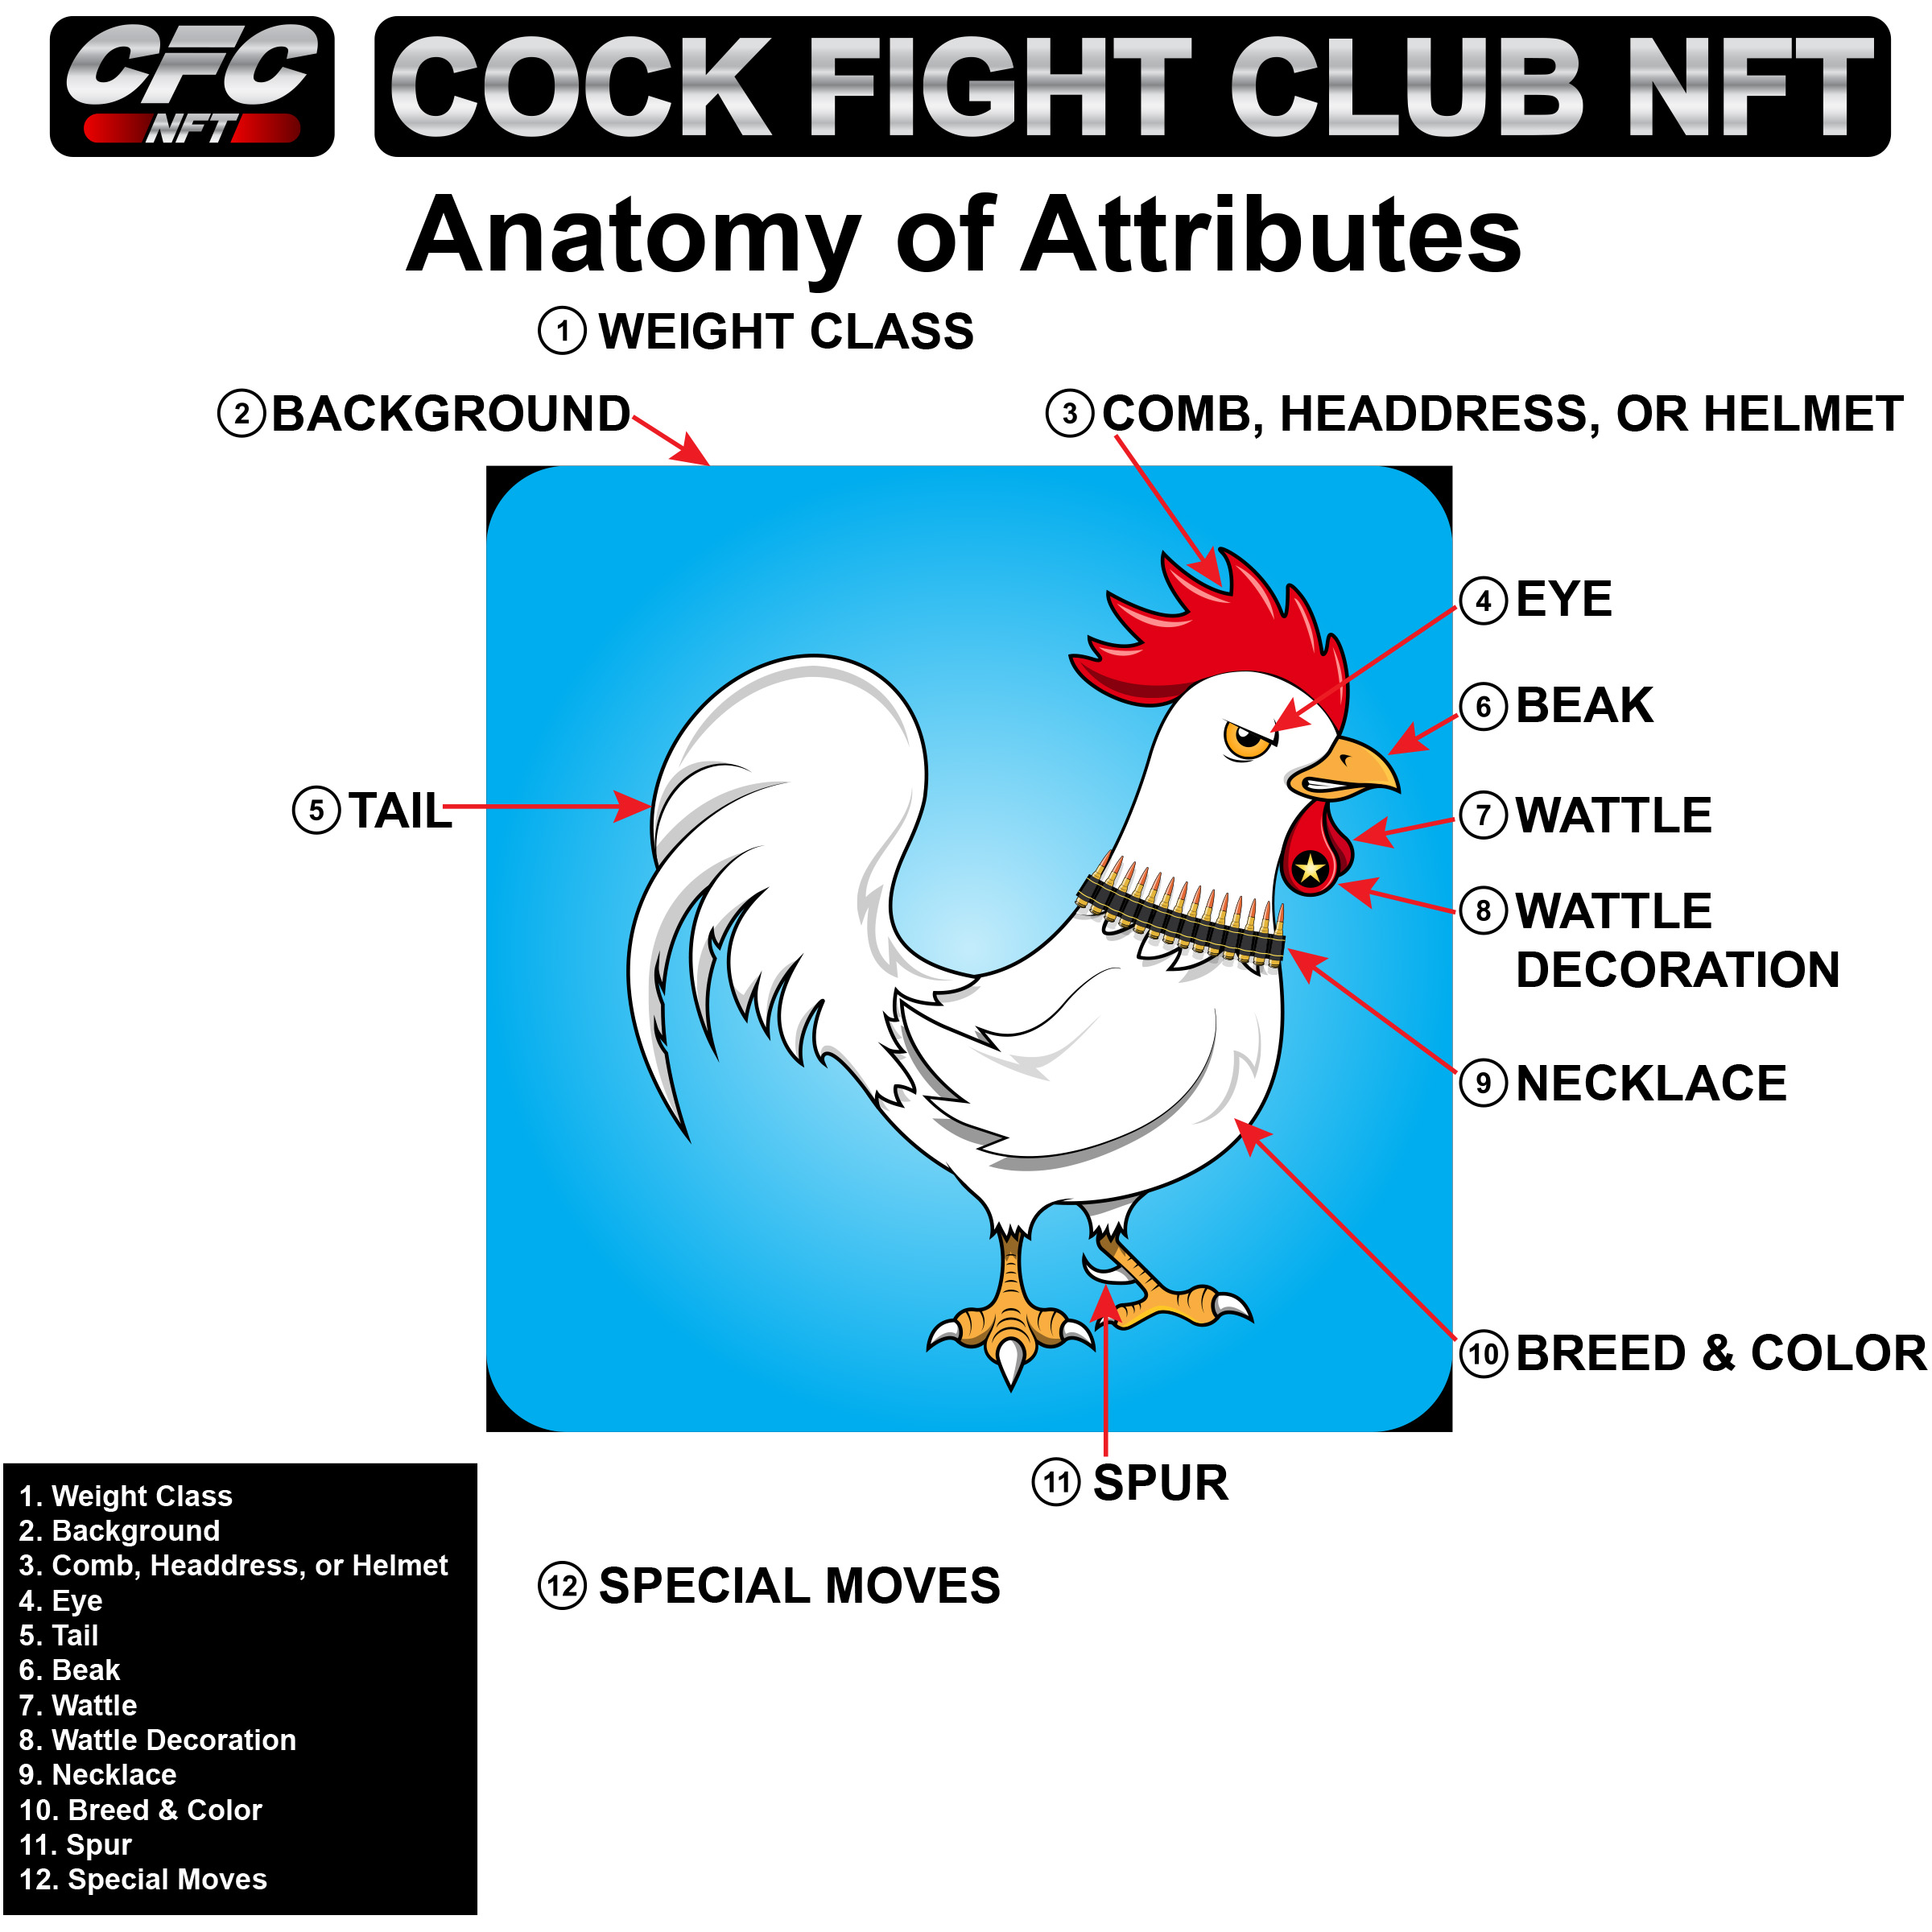 CFC
NFT
COCK FIGHT CLUB NFT
Anatomy of Attributes
1 WEIGHT CLASS
2 BACKGROUND
3 COMB, HEADDRESS, OR HELMET
4 EYE
5 TAIL
6 BEAK
7 WATTLE
8 WATTLE
DECORATION
9 NECKLACE
10 BREED & COLOR
11 SPUR
12 SPECIAL MOVES
1. Weight Class
2. Background
3. Comb, Headdress, or Helmet
4. Eye
5. Tail
6. Beak
7. Wattle
8. Wattle Decoration
9. Necklace
10. Breed & Color
11. Spur
12. Special Moves